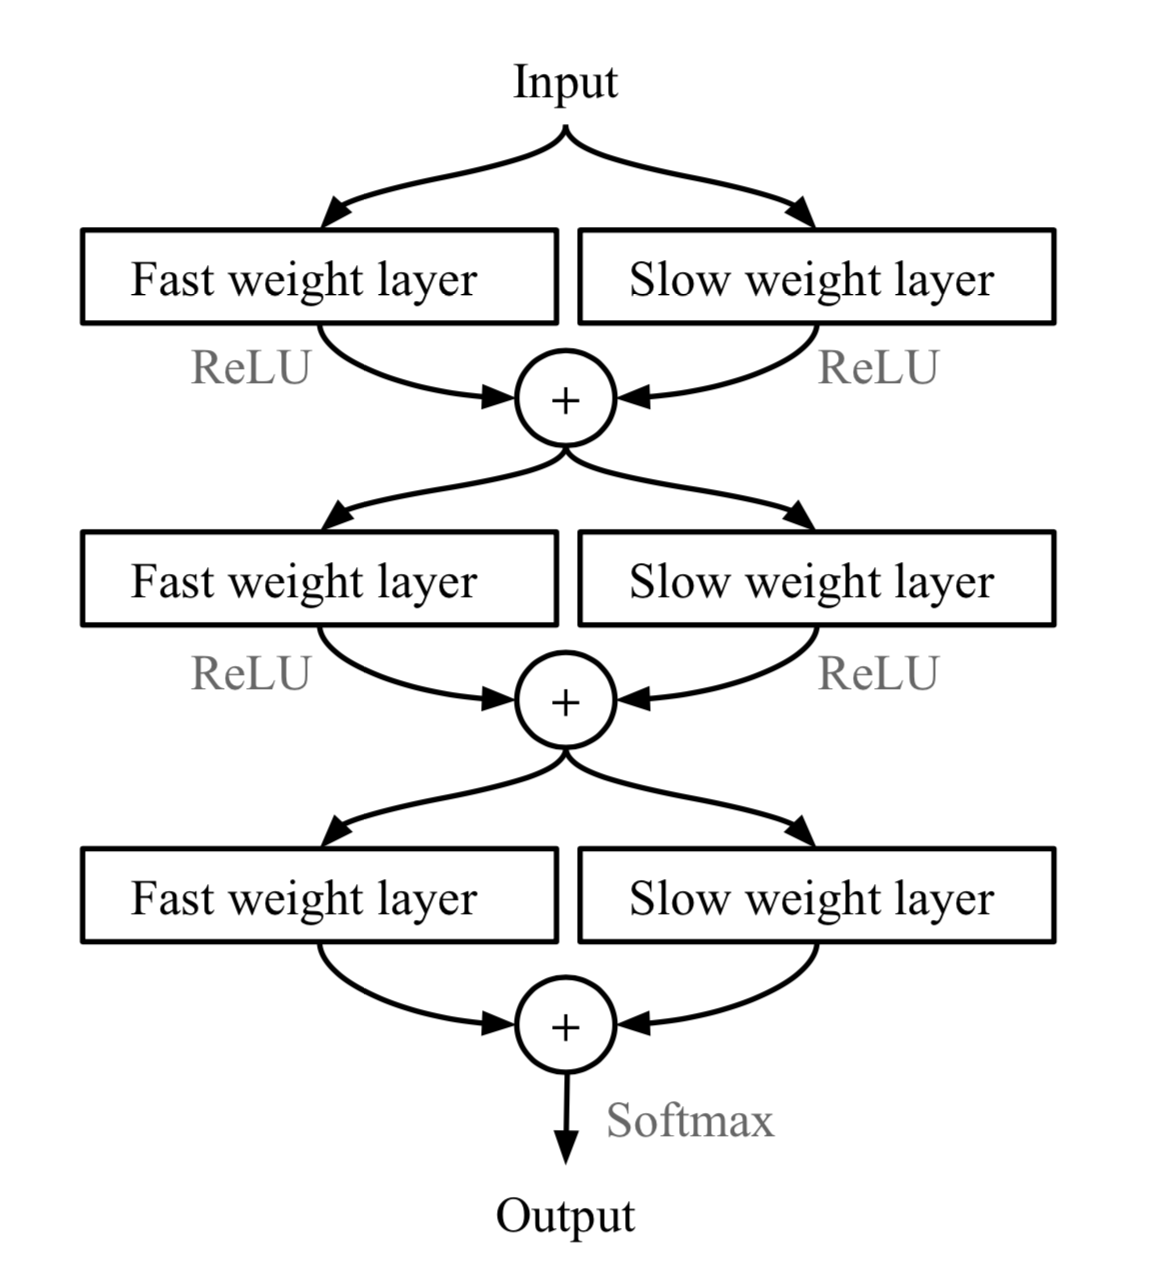 Input
Fast weight layer
Slow weight layer
ReLU
ReLU
+
Fast weight layer
Slow weight layer
ReLU
ReLU
+
Fast weight layer
Slow weight layer
+
Softmax
Output